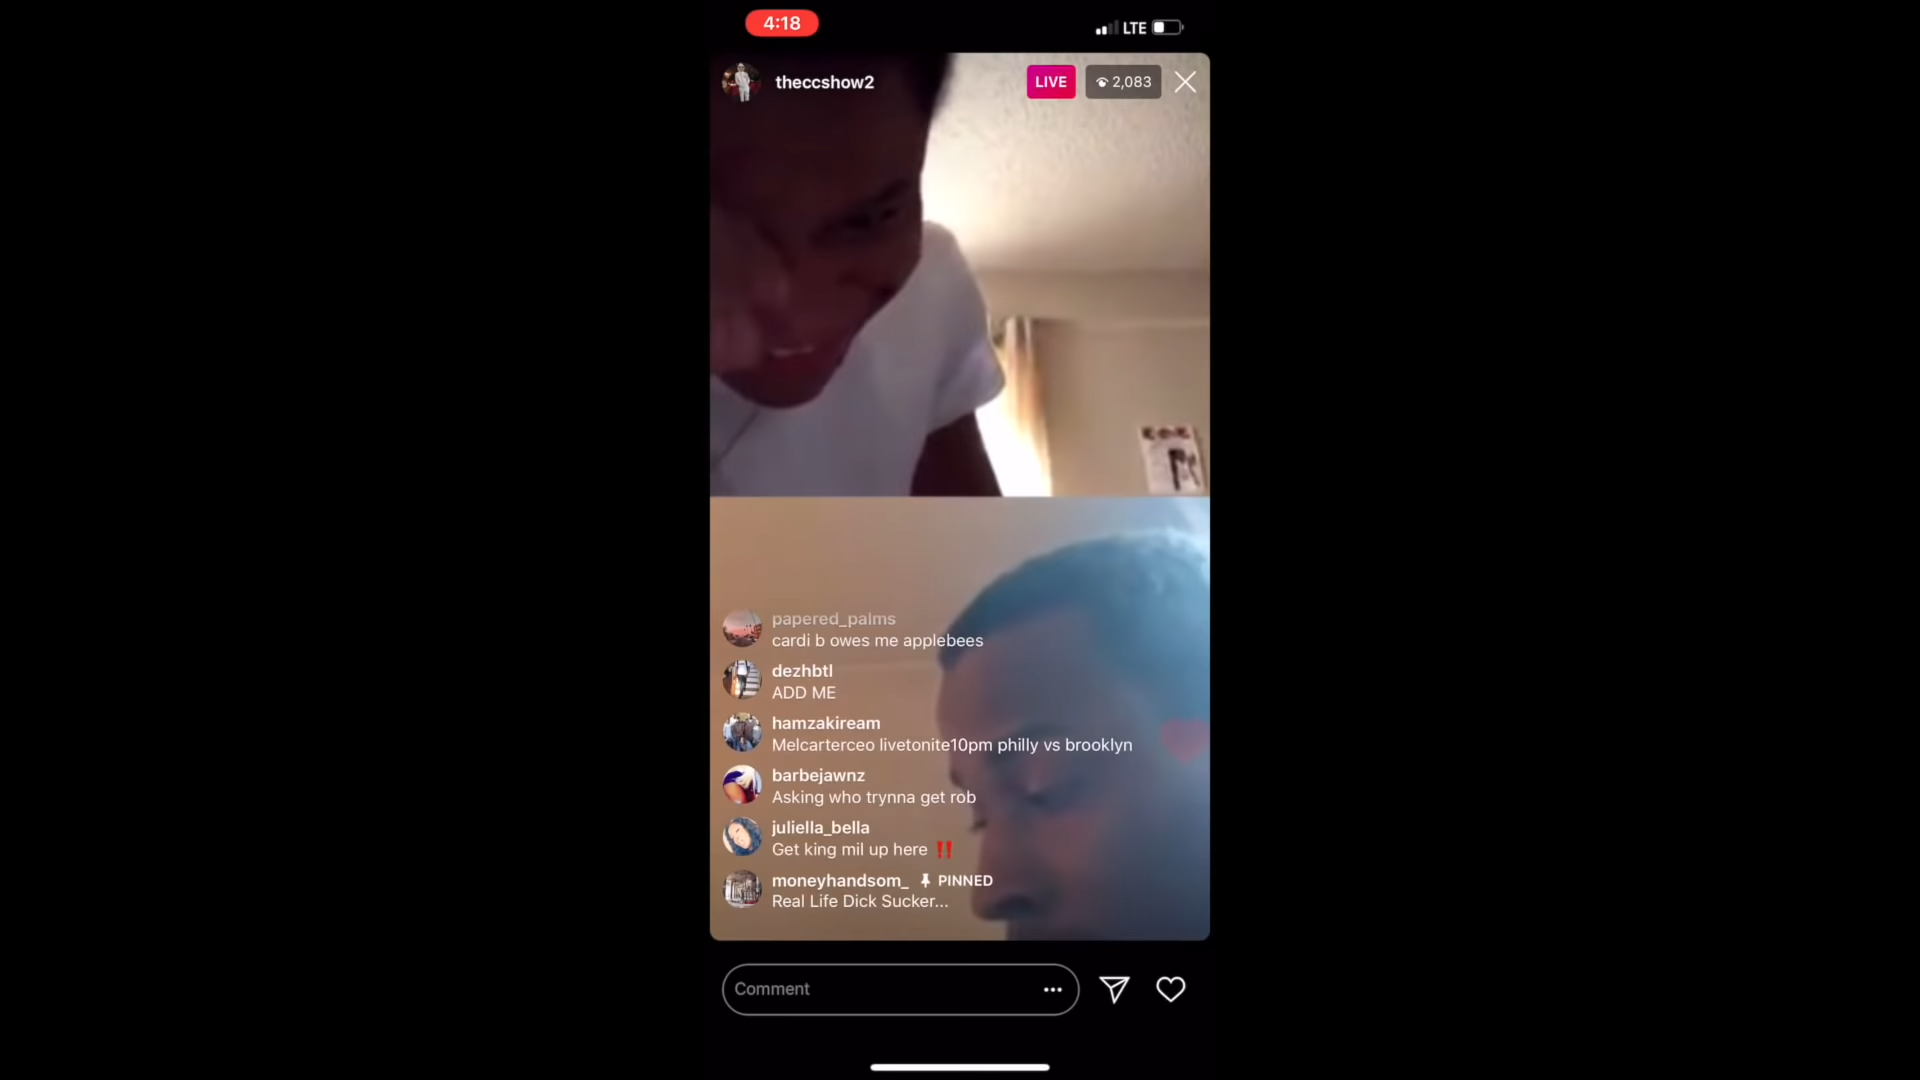 4:18
LTE
theccshow2
LIVE
2,083
papered_palms
cardi b owes me applebees
dezhbtl
ADD ME
hamzakiream
Melcarterceo livetonite10pm philly vs brooklyn
barbejawnz
Asking who trynna get rob
juliella_bella
Get king mil up here ‼️
moneyhandsom_ PINNED
Real Life Dick Sucker...
Comment